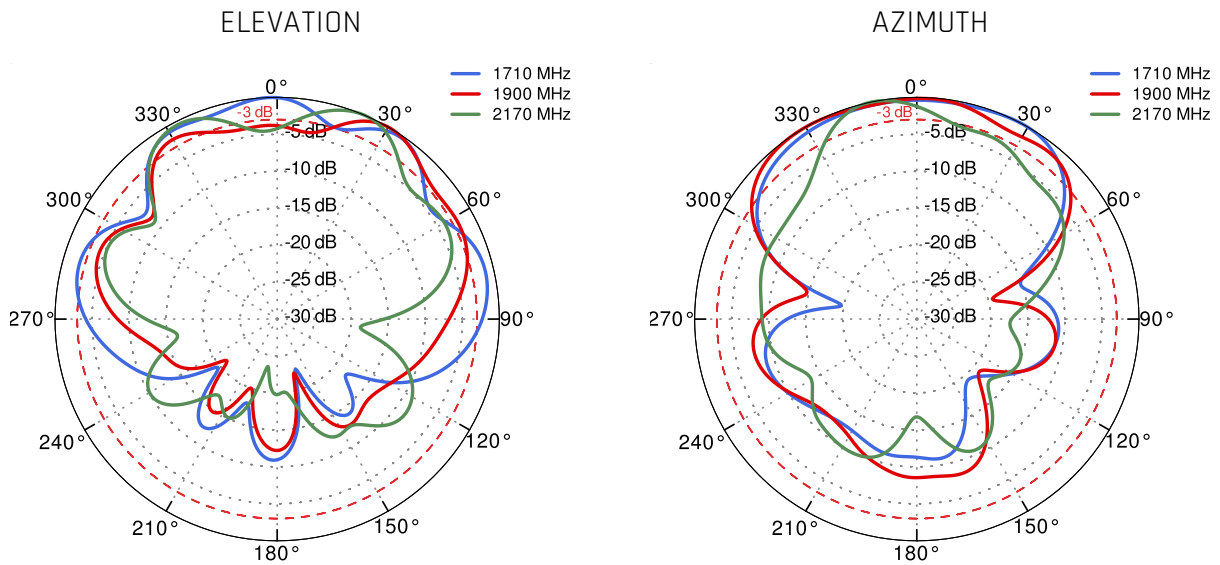 ELEVATION
1710 MHz
1900 MHz
2170 MHz
0°
330°
-3 dB
30°
-5 dB
-10 dB
300°
60°
-15 dB
-20 dB
-25 dB
270°
-30 dB
90°
240°
120°
210°
150°
180°
AZIMUTH
1710 MHz
1900 MHz
2170 MHz
0°
330°
-3 dB
30°
-5 dB
-10 dB
300°
60°
-15 dB
-20 dB
-25 dB
270°
-30 dB
90°
240°
120°
210°
150°
180°